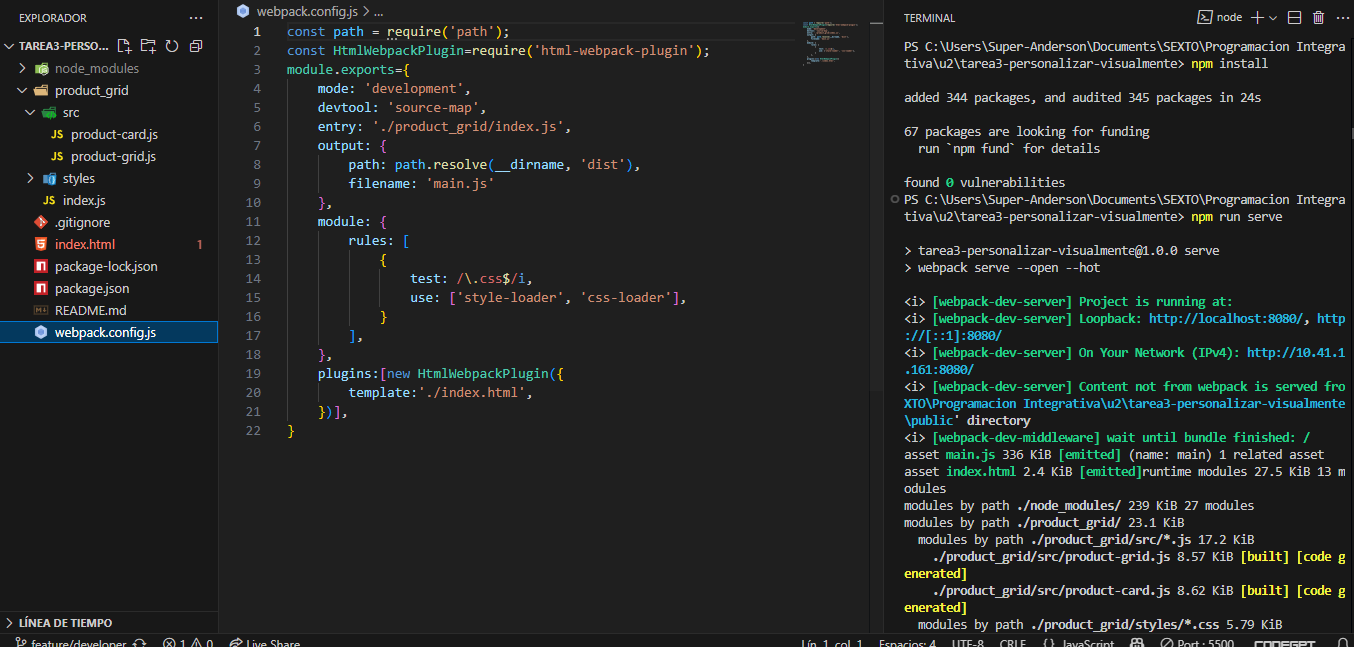 EXPLORADOR
TAREA3-PERSO...
node_modules
product_grid
src
JS product-card.js
JS product-grid.js
styles
JS index.js
.gitignore
index.html 1
package-lock.json
package.json
README.md
webpack.config.js
LÍNEA DE TIEMPO
webpack.config.js > ...
1 const path = require('path');
2 const HtmlWebpackPlugin=require('html-webpack-plugin');
3 module.exports={
4 mode: 'development',
5 devtool: 'source-map',
6 entry: './product_grid/index.js',
7 output: {
8 path: path.resolve(__dirname, 'dist'),
9 filename: 'main.js'
10 },
11 module: {
12 rules: [
13 {
14 test: /\.css$/i,
15 use: ['style-loader', 'css-loader'],
16 }
17 ],
18 },
19 plugins:[new HtmlWebpackPlugin({
20 template:'./index.html',
21 })],
22 }
TERMINAL
node
PS C:\Users\Super-Anderson\Documents\SEXTO\Programacion Integra
tiva\u2\tarea3-personalizar-visualmente> npm install
added 344 packages, and audited 345 packages in 24s
67 packages are looking for funding
run `npm fund` for details
found 0 vulnerabilities
PS C:\Users\Super-Anderson\Documents\SEXTO\Programacion Integra
tiva\u2\tarea3-personalizar-visualmente> npm run serve
> tarea3-personalizar-visualmente@1.0.0 serve
> webpack serve --open --hot
<i> [webpack-dev-server] Project is running at:
<i> [webpack-dev-server] Loopback: http://localhost:8080/, http
://[::1]:8080/
<i> [webpack-dev-server] On Your Network (IPv4): http://10.41.1
.161:8080/
<i> [webpack-dev-server] Content not from webpack is served fro
XTO\Programacion Integrativa\u2\tarea3-personalizar-visualmente
\public' directory
<i> [webpack-dev-middleware] wait until bundle finished: /
asset main.js 336 KiB [emitted] (name: main) 1 related asset
asset index.html 2.4 KiB [emitted]runtime modules 27.5 KiB 13 m
odules
modules by path ./node_modules/ 239 KiB 27 modules
modules by path ./product_grid/ 23.1 KiB
modules by path ./product_grid/src/*.js 17.2 KiB
./product_grid/src/product-grid.js 8.57 KiB [built] [code g
enerated]
./product_grid/src/product-card.js 8.62 KiB [built] [code g
enerated]
modules by path ./product_grid/styles/*.css 5.79 KiB
feature/developer 1 0 Live Share
Lín. 1, col. 1 Espacios: 4 UTF-8 CRLF {} JavaScript Port : 5500 CODEGPT